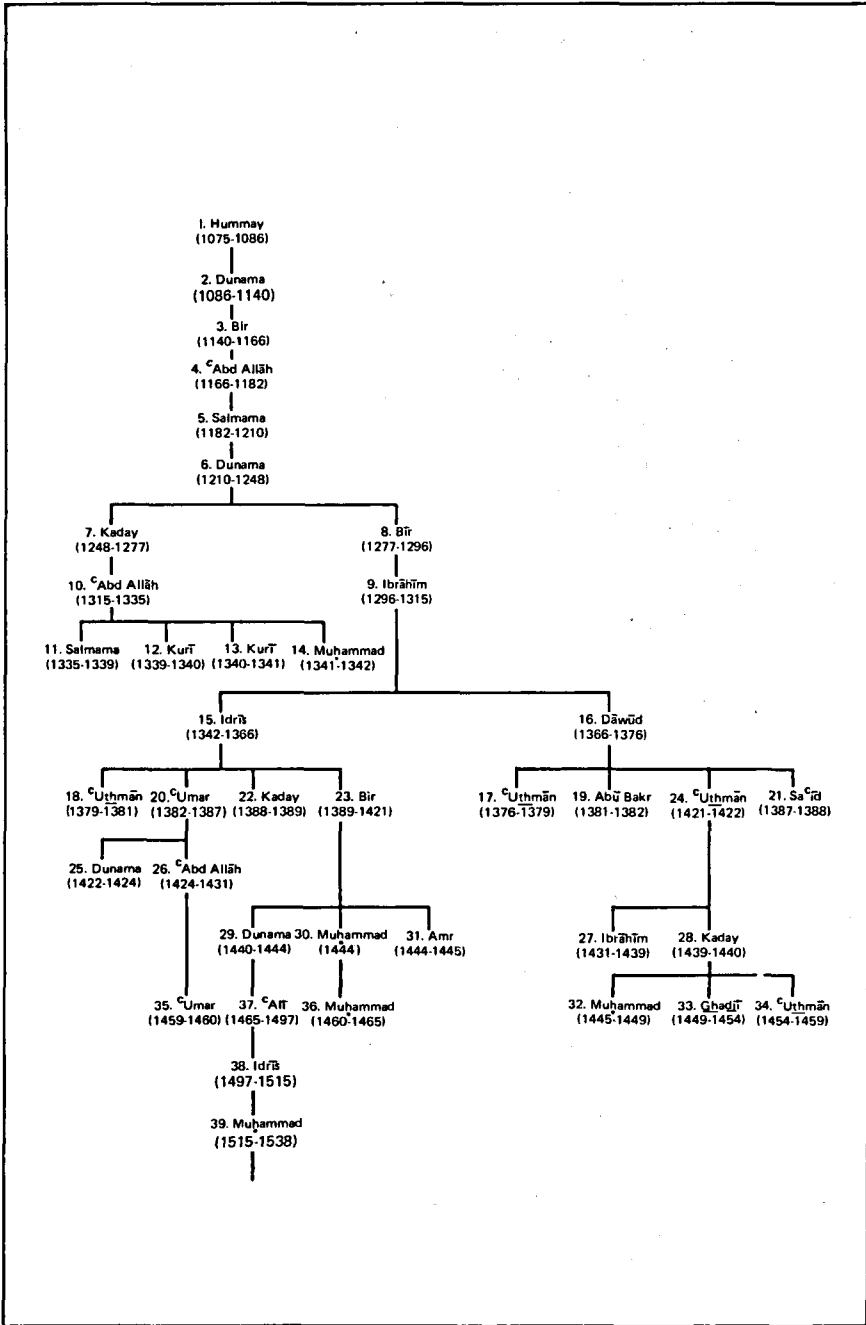 I. Hummay
(1075-1086)
2. Dunama
(1086-1140)
3. Bir
(1140-1166)
4. ᶜAbd Allāh
(1166-1182)
5. Salmama
(1182-1210)
6. Dunama
(1210-1248)
7. Kaday
(1248-1277)
8. Bīr
(1277-1296)
10. ᶜAbd Allāh
(1315-1335)
9. Ibrāhīm
(1296-1315)
11. Salmama
(1335-1339)
12. Kurī
(1339-1340)
13. Kurī
(1340-1341)
14. Muḥammad
(1341-1342)
15. Idrīs
(1342-1366)
16. Dāwūd
(1366-1376)
18. ᶜUthmān
(1379-1381)
20. ᶜUmar
(1382-1387)
22. Kaday
(1388-1389)
23. Bir
(1389-1421)
17. ᶜUthmān
(1376-1379)
19. Abū Bakr
(1381-1382)
24. ᶜUthmān
(1421-1422)
21. Saᶜīd
(1387-1388)
25. Dunama
(1422-1424)
26. ᶜAbd Allāh
(1424-1431)
29. Dunama
(1440-1444)
30. Muḥammad
(1444)
31. Amr
(1444-1445)
27. Ibrāhīm
(1431-1439)
28. Kaday
(1439-1440)
35. ᶜUmar
(1459-1460)
37. ᶜAlī
(1465-1497)
36. Muḥammad
(1460-1465)
32. Muḥammad
(1445-1449)
33. Ghadjī
(1449-1454)
34. ᶜUthmān
(1454-1459)
38. Idrīs
(1497-1515)
39. Muḥammad
(1515-1538)